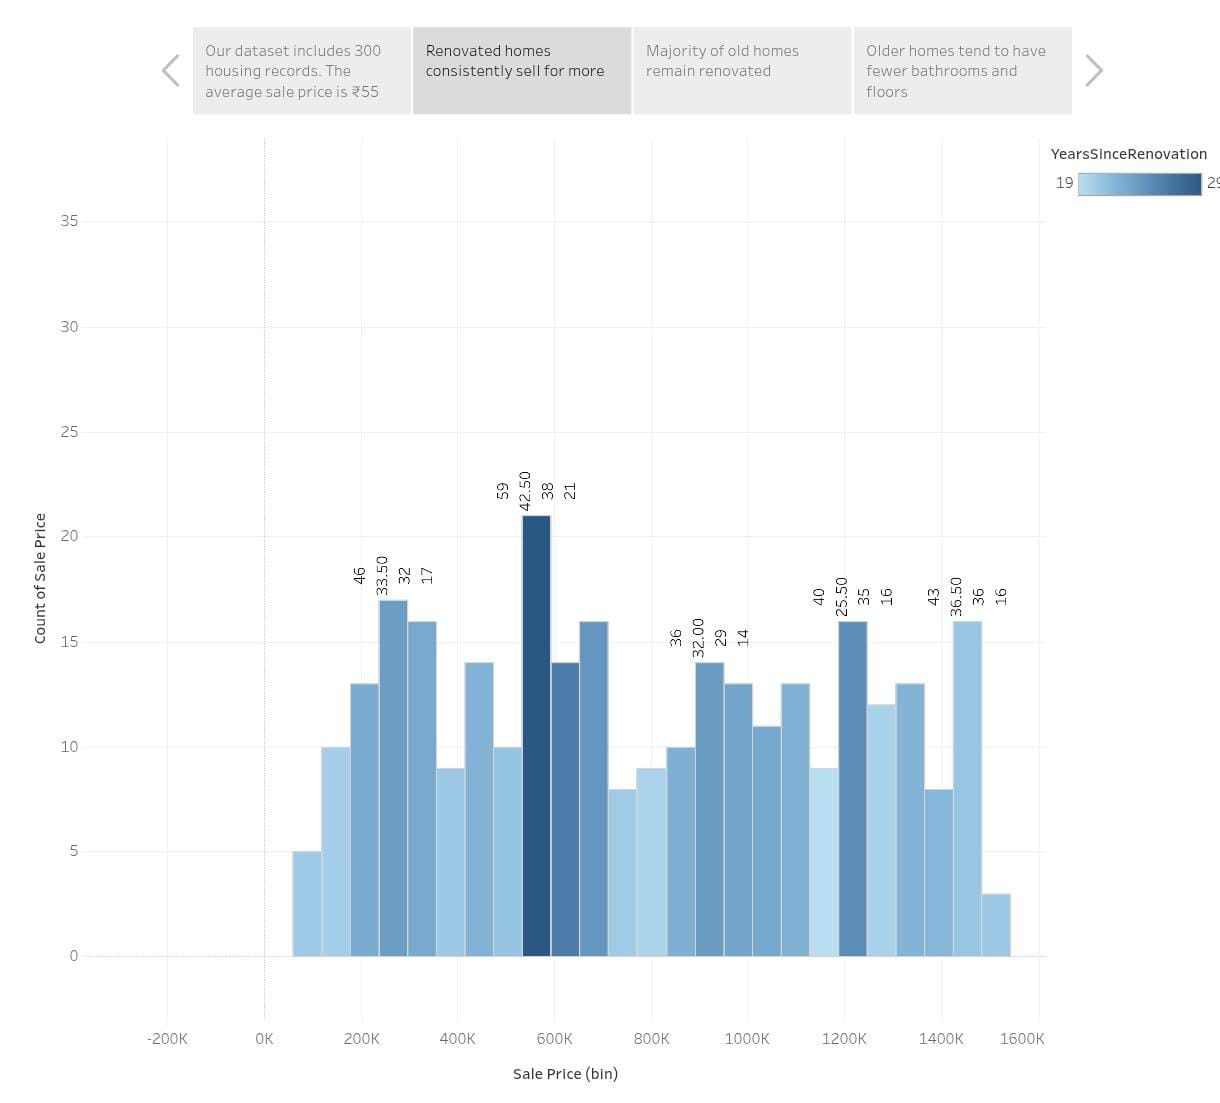 Our dataset includes 300
housing records. The
average sale price is ₹55
Renovated homes
consistently sell for more
Majority of old homes
remain renovated
Older homes tend to have
fewer bathrooms and
floors
YearsSinceRenovation
19
29
35
30
25
20
15
10
5
0
Count of Sale Price
46
33.50
32
17
59
42.50
38
21
36
32.00
29
14
40
25.50
35
16
43
36.50
36
16
-200K
0K
200K
400K
600K
800K
1000K
1200K
1400K
1600K
Sale Price (bin)